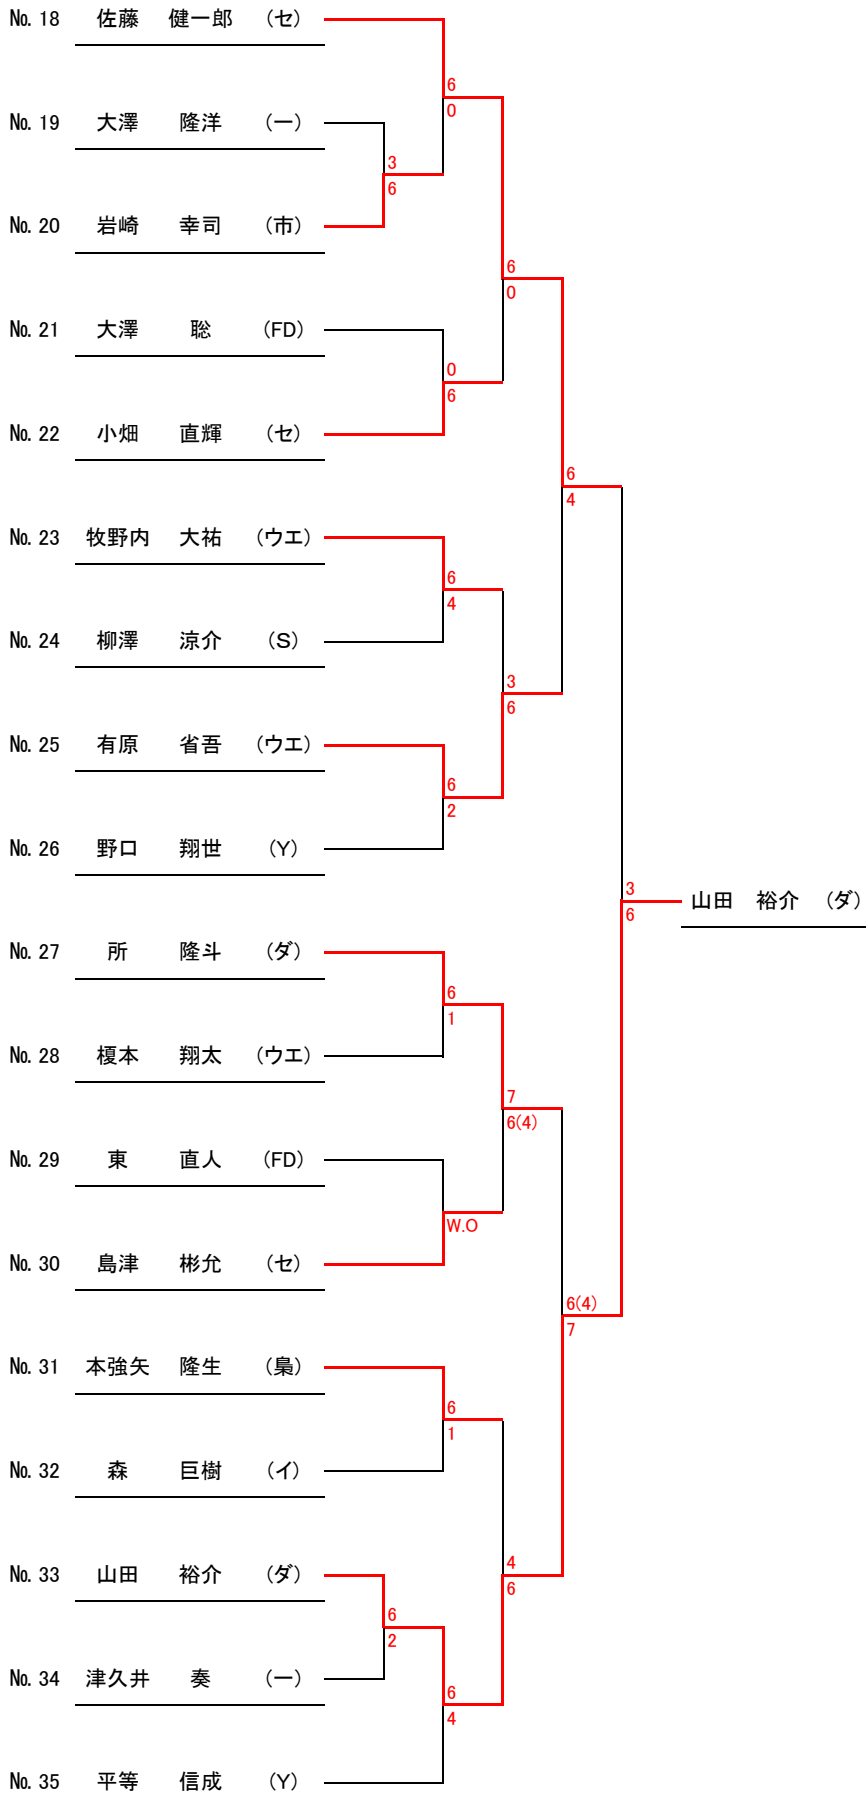 No. 18 佐藤 健一郎 (セ)
6
0
No. 19 大澤 隆洋 (一)
3
6
No. 20 岩崎 幸司 (市)
6
0
No. 21 大澤 聡 (FD)
0
6
No. 22 小畑 直輝 (セ)
6
4
No. 23 牧野内 大祐 (ウエ)
6
4
No. 24 柳澤 涼介 (S)
3
6
No. 25 有原 省吾 (ウエ)
6
2
No. 26 野口 翔世 (Y)
3
山田 裕介 (ダ)
6
No. 27 所 隆斗 (ダ)
6
1
No. 28 榎本 翔太 (ウエ)
7
6(4)
No. 29 東 直人 (FD)
W.O
No. 30 島津 彬允 (セ)
6(4)
7
No. 31 本強矢 隆生 (梟)
6
1
No. 32 森 巨樹 (イ)
4
No. 33 山田 裕介 (ダ)
6
6
2
No. 34 津久井 奏 (一)
6
4
No. 35 平等 信成 (Y)